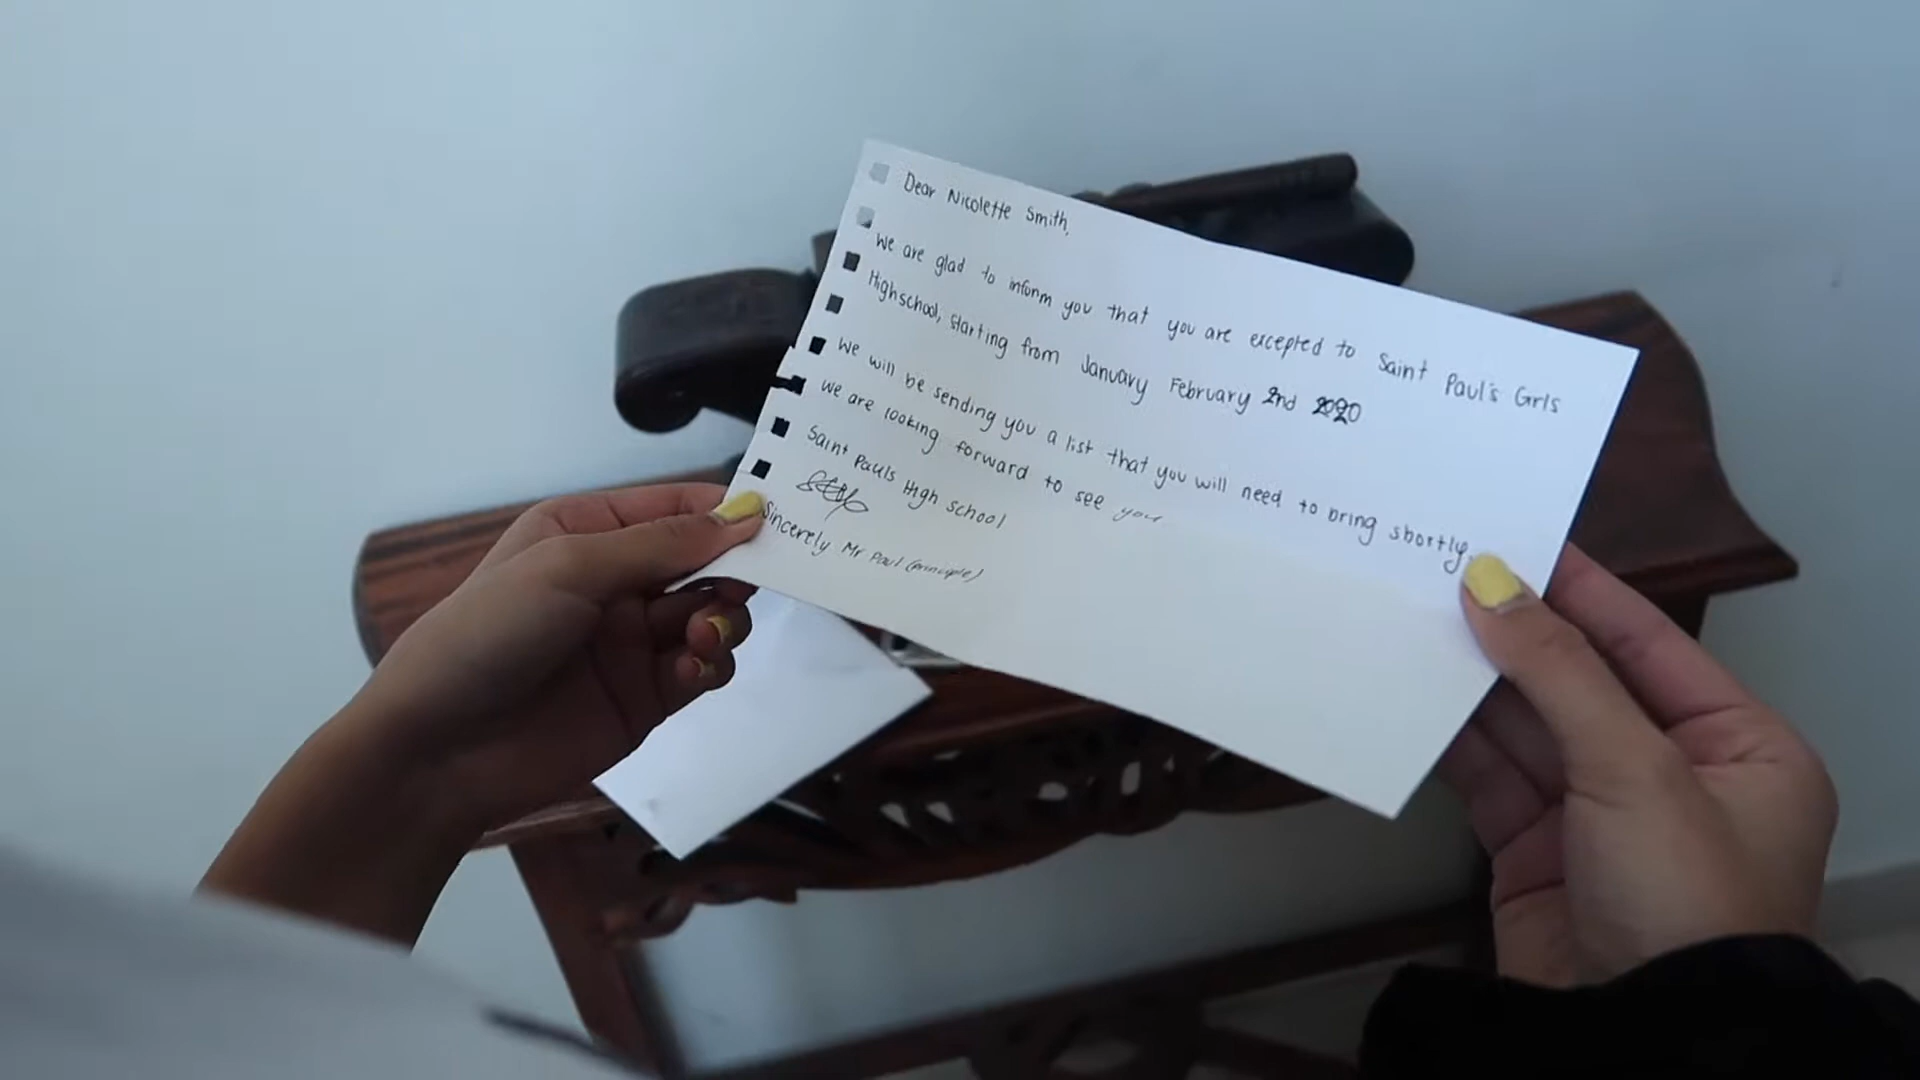 Dear Nicolette Smith,
We are glad to inform you that you are excepted to Saint Paul's Girls
Highschool, starting from January February 2nd 2020
We will be sending you a list that you will need to bring shortly.
we are looking forward to see you
Saint Pauls High school
Sincerely Mr Paul (principle)